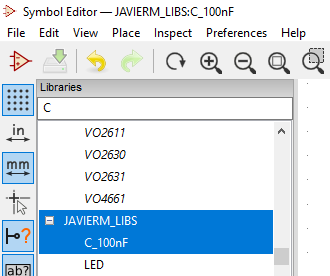 Symbol Editor — JAVIERM_LIBS:C_100nF
File Edit View Place Inspect Preferences Help
Libraries
C
in
mm
ab?
VO2611
VO2630
VO2631
VO4661
JAVIERM_LIBS
C_100nF
LED